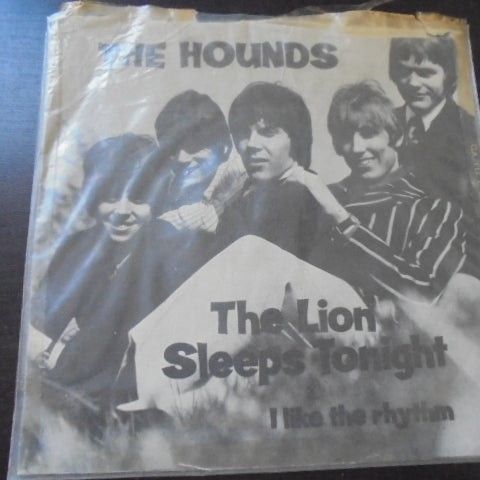 THE HOUNDS
The Lion
Sleeps Tonight
I like the rhythm